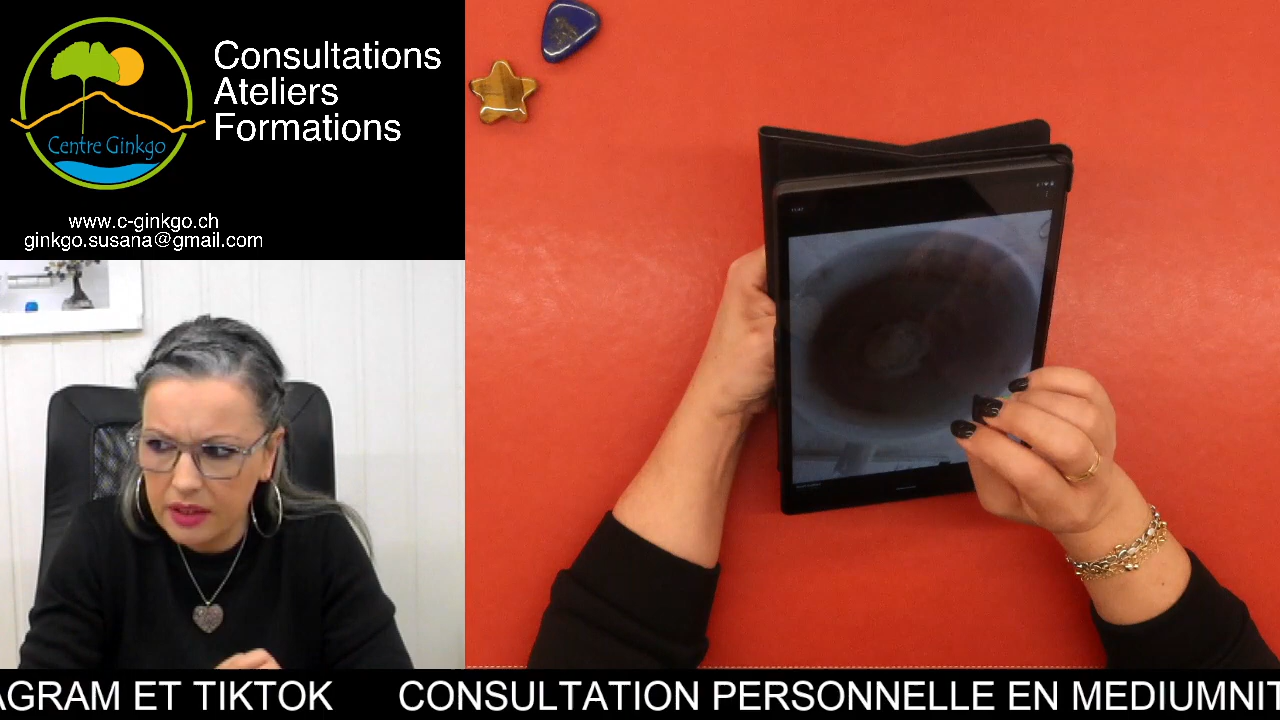 Consultations
Ateliers
Formations
Centre Ginkgo
www.c-ginkgo.ch
ginkgo.susana@gmail.com
AGRAM ET TIKTOK CONSULTATION PERSONNELLE EN MEDIUMNIT